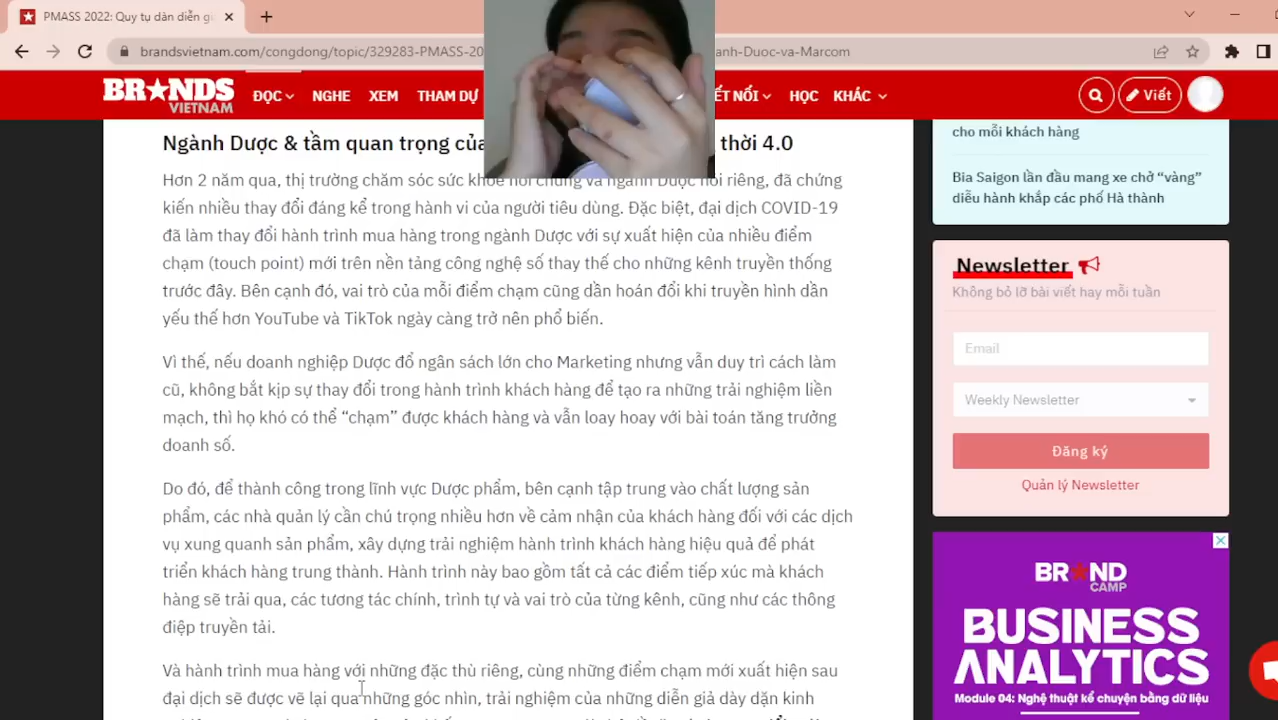 PMASS 2022: Quy tụ dàn diễn gi
brandsvietnam.com/congdong/topic/329283-PMASS-20
anh-Duoc-va-Marcom
BRANDS VIETNAM
ĐỌC
NGHE
XEM
THAM DỰ
ẾT NỐI
HỌC
KHÁC
Viết
Ngành Dược & tầm quan trọng củ
thời 4.0
Hơn 2 năm qua, thị trường chăm sóc sức khỏe nói chung và ngành Dược nói riêng, đã chứng
kiến nhiều thay đổi đáng kể trong hành vi của người tiêu dùng. Đặc biệt, đại dịch COVID-19
đã làm thay đổi hành trình mua hàng trong ngành Dược với sự xuất hiện của nhiều điểm
chạm (touch point) mới trên nền tảng công nghệ số thay thế cho những kênh truyền thống
trước đây. Bên cạnh đó, vai trò của mỗi điểm chạm cũng dần hoán đổi khi truyền hình dần
yếu thế hơn YouTube và TikTok ngày càng trở nên phổ biến.
Vì thế, nếu doanh nghiệp Dược đổ ngân sách lớn cho Marketing nhưng vẫn duy trì cách làm
cũ, không bắt kịp sự thay đổi trong hành trình khách hàng để tạo ra những trải nghiệm liền
mạch, thì họ khó có thể “chạm” được khách hàng và vẫn loay hoay với bài toán tăng trưởng
doanh số.
Do đó, để thành công trong lĩnh vực Dược phẩm, bên cạnh tập trung vào chất lượng sản
phẩm, các nhà quản lý cần chú trọng nhiều hơn về cảm nhận của khách hàng đối với các dịch
vụ xung quanh sản phẩm, xây dựng trải nghiệm hành trình khách hàng hiệu quả để phát
triển khách hàng trung thành. Hành trình này bao gồm tất cả các điểm tiếp xúc mà khách
hàng sẽ trải qua, các tương tác chính, trình tự và vai trò của từng kênh, cũng như các thông
điệp truyền tải.
Và hành trình mua hàng với những đặc thù riêng, cùng những điểm chạm mới xuất hiện sau
đại dịch sẽ được vẽ lại qua những góc nhìn, trải nghiệm của những diễn giả dày dặn kinh
cho mỗi khách hàng
Bia Saigon lần đầu mang xe chở “vàng”
diễu hành khắp các phố Hà thành
Newsletter
Không bỏ lỡ bài viết hay mỗi tuần
Email
Weekly Newsletter
Đăng ký
Quản lý Newsletter
BRAND
CAMP
BUSINESS
ANALYTICS
Module 04: Nghệ thuật kể chuyện bằng dữ liệu